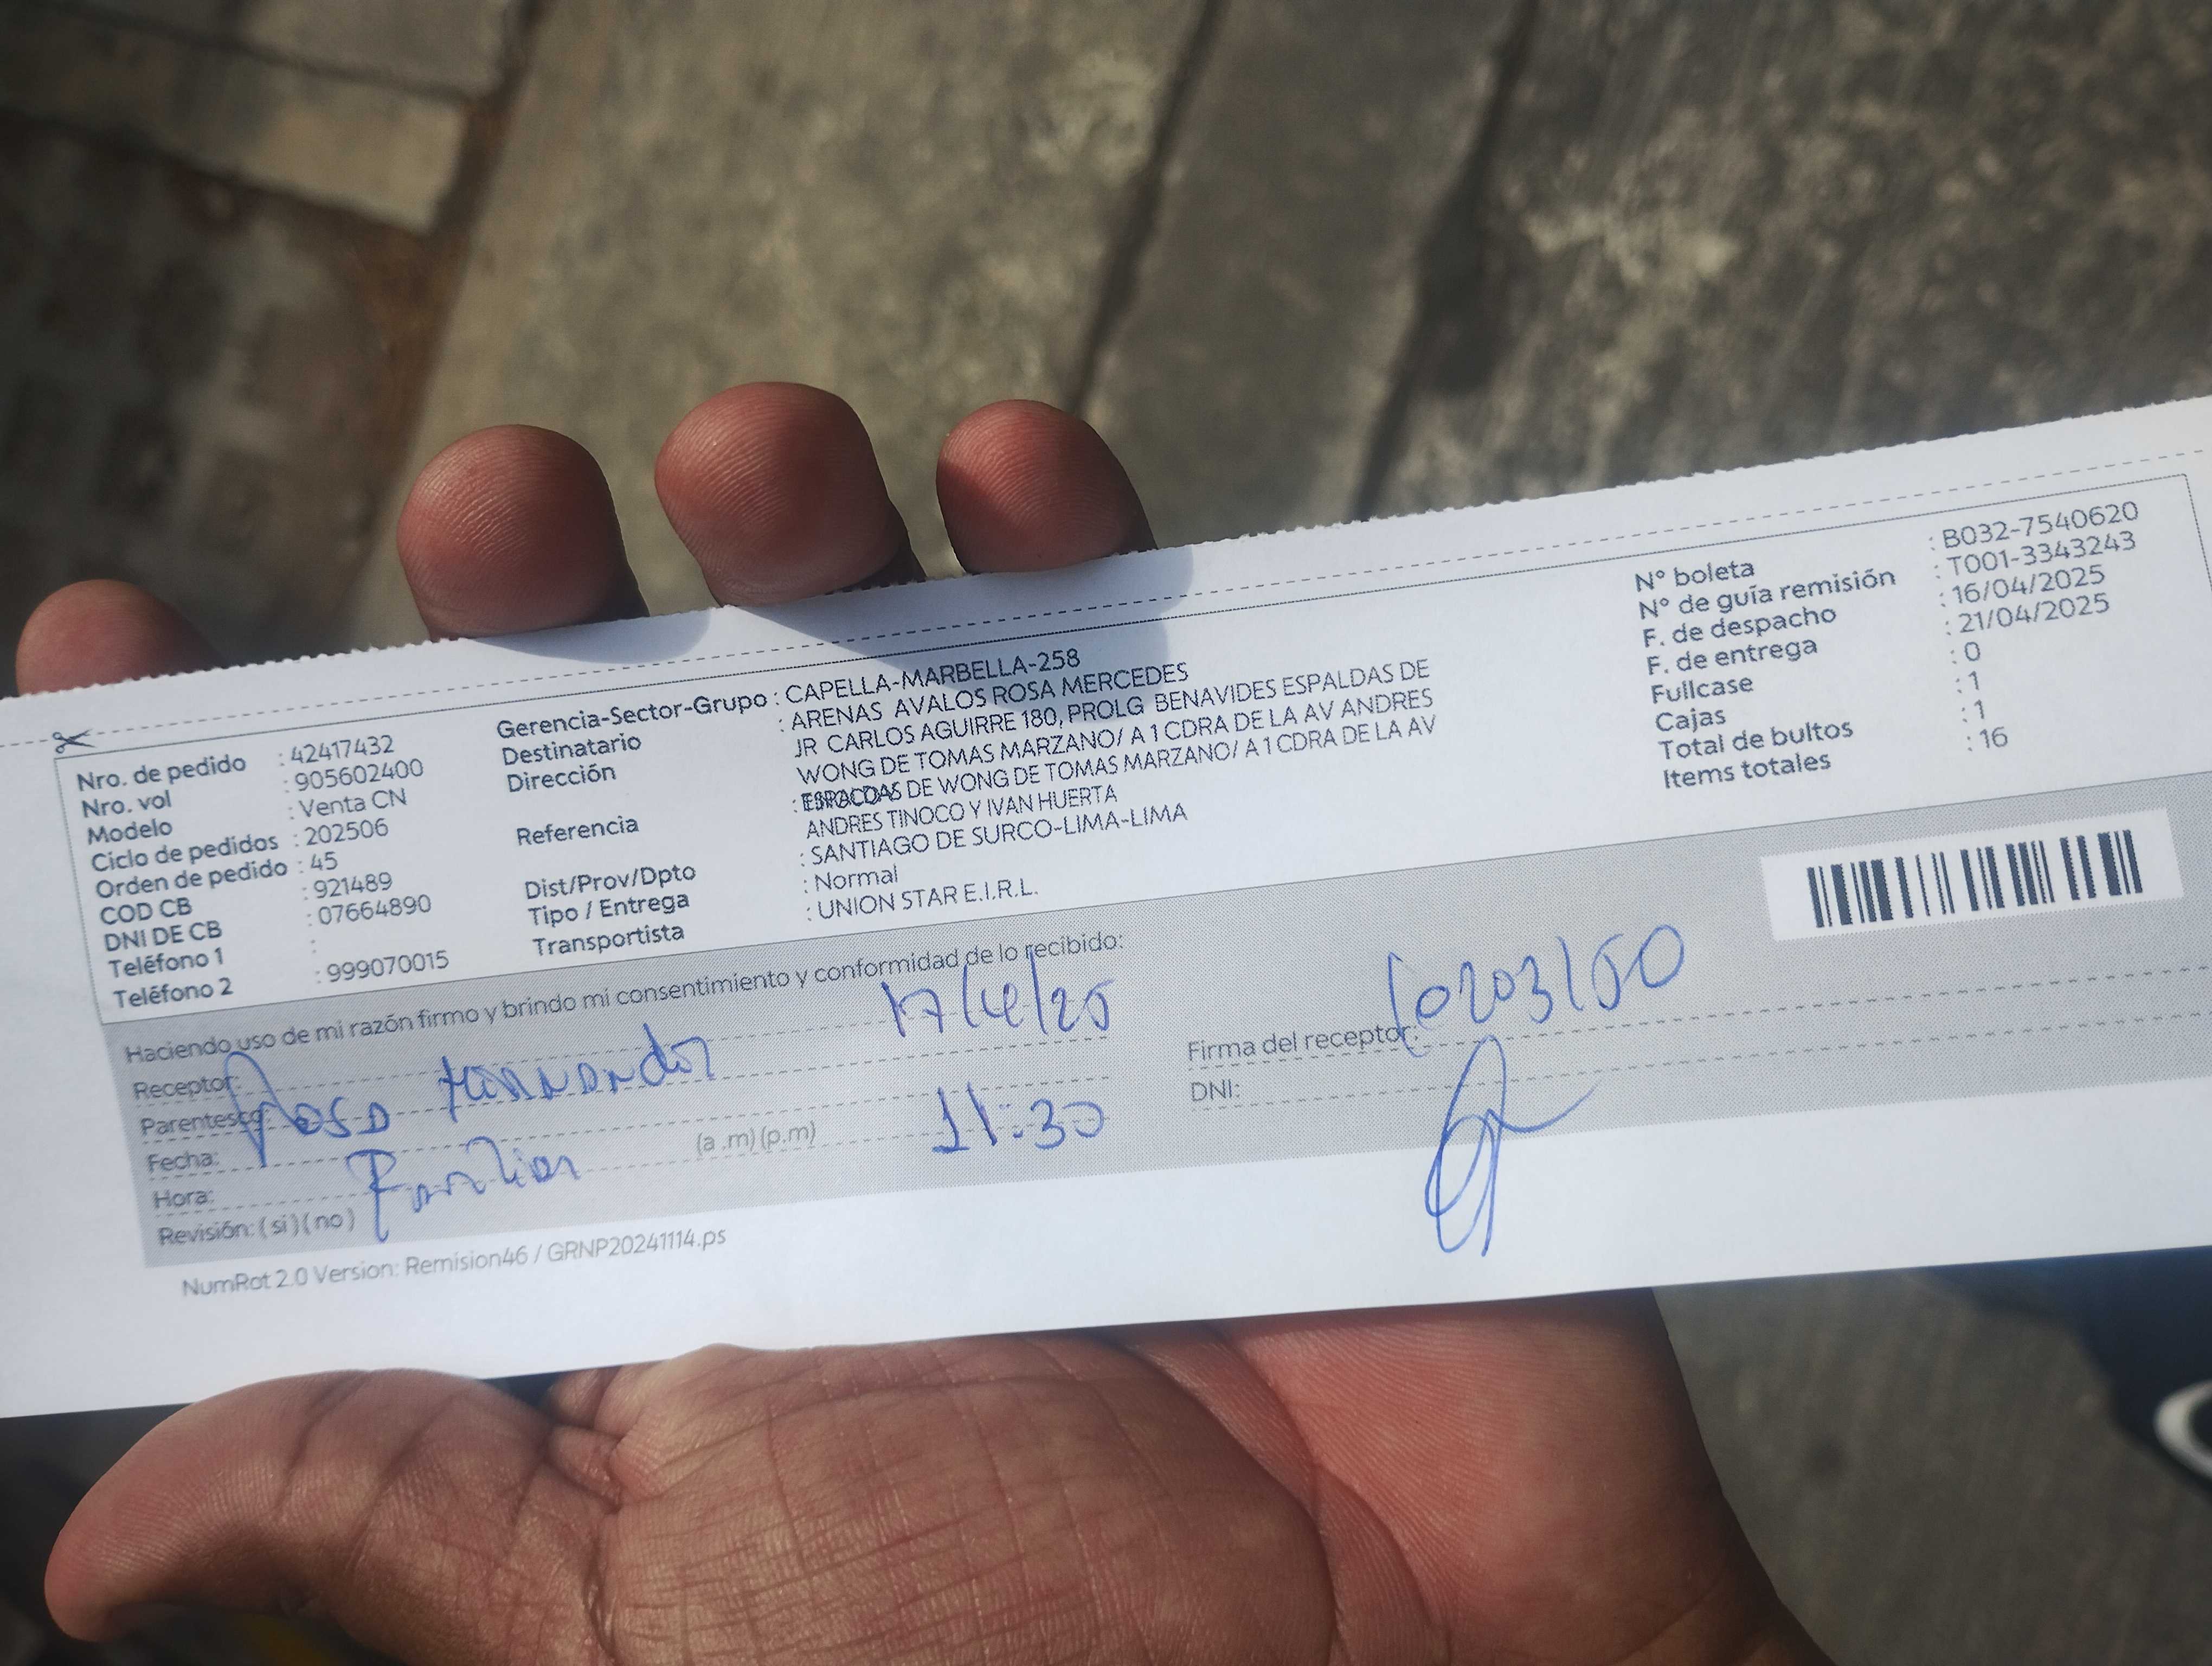 Nro. de pedido : 42417432
Nro. vol : 905602400
Modelo : Venta CN
Ciclo de pedidos : 202506
Orden de pedido : 45
COD CB : 921489
DNI DE CB : 07664890
Teléfono 1 :
Teléfono 2 : 999070015
Gerencia-Sector-Grupo : CAPELLA-MARBELLA-258
Destinatario : ARENAS AVALOS ROSA MERCEDES
Dirección JR CARLOS AGUIRRE 180, PROLG BENAVIDES ESPALDAS DE
WONG DE TOMAS MARZANO/ A 1 CDRA DE LA AV ANDRES
Referencia : ESPALDAS DE WONG DE TOMAS MARZANO/ A 1 CDRA DE LA AV
ANDRES TINOCO Y IVAN HUERTA
Dist/Prov/Dpto : SANTIAGO DE SURCO-LIMA-LIMA
Tipo / Entrega : Normal
Transportista : UNION STAR E.I.R.L.
N° boleta : B032-7540620
N° de guía remisión : T001-3343243
F. de despacho : 16/04/2025
F. de entrega : 21/04/2025
Fullcase : 0
Cajas : 1
Total de bultos : 1
Items totales : 16
Haciendo uso de mi razón firmo y brindo mi consentimiento y conformidad de lo recibido:
Receptor:
Parentesco:
Fecha:
Hora: (a .m) (p.m)
Revisión: ( si ) ( no )
17/4/25
Familiar
11:30
Firma del receptor:
DNI:
NumRot 2.0 Version: Remision46 / GRNP20241114.ps